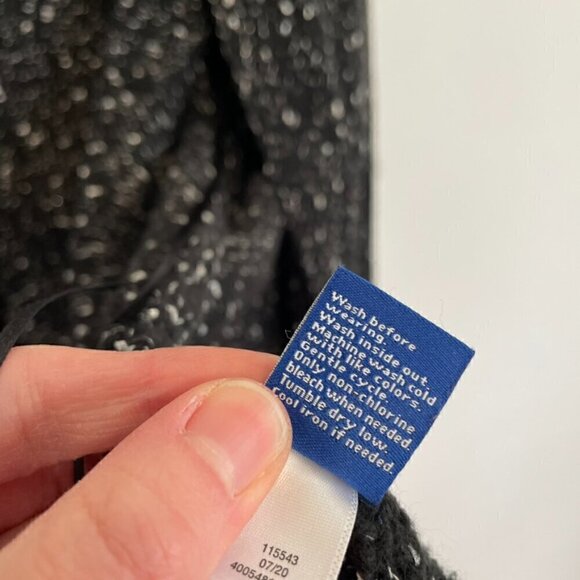 Wash before
wearing.
Wash inside out.
Machine wash cold
with like colors.
Gentle cycle.
Only non-chlorine
bleach when needed.
Tumble dry low.
cool iron if needed.
115543
07/20